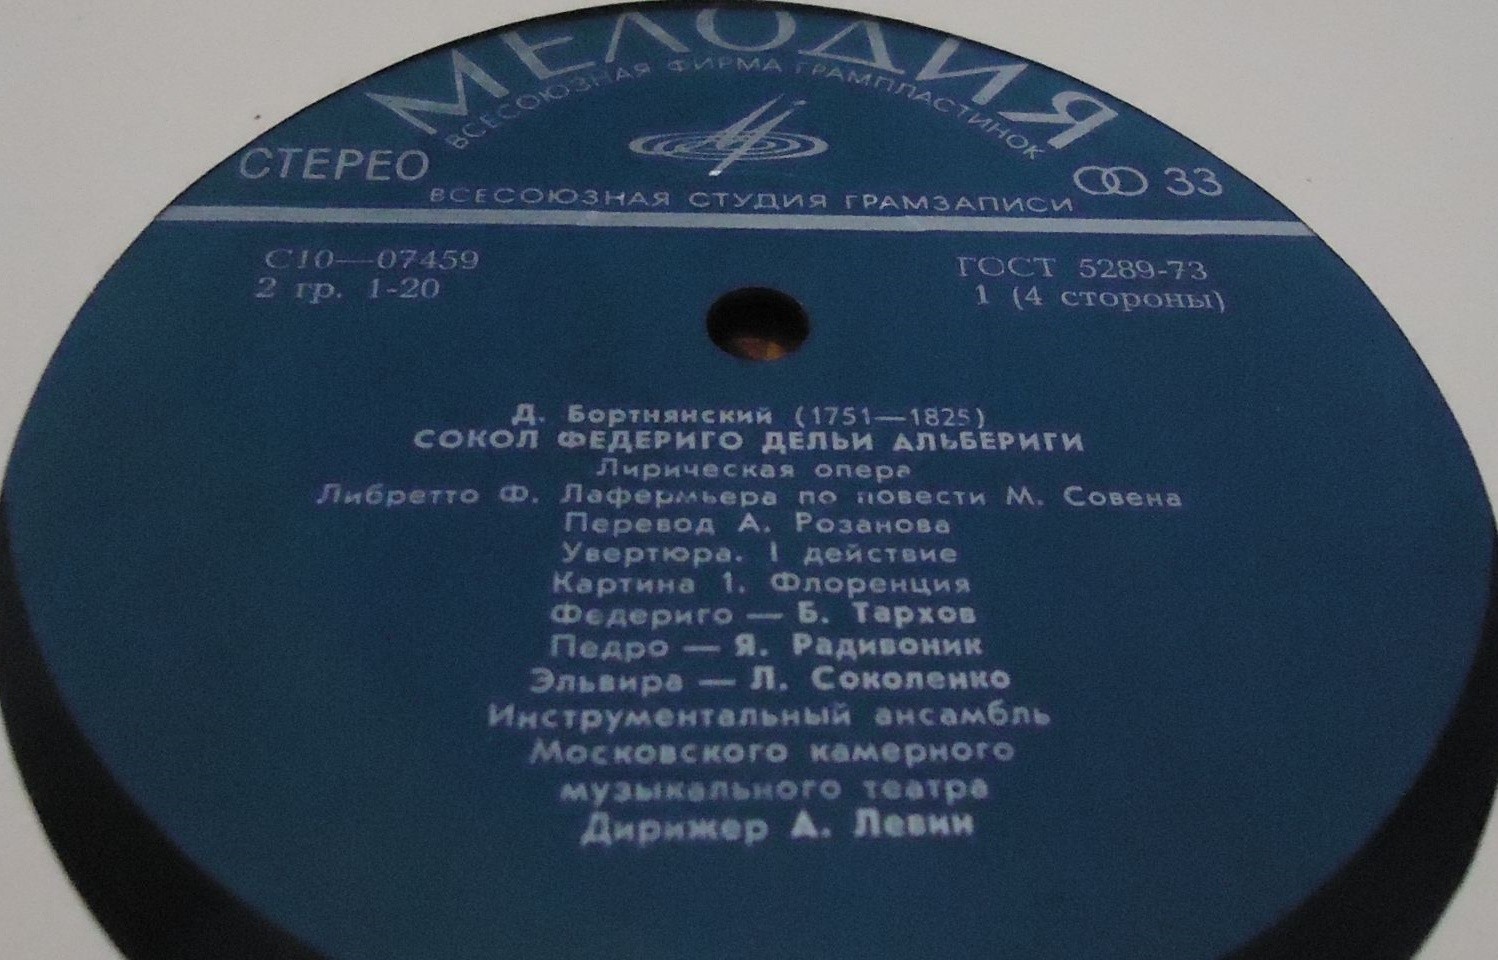 МЕЛОДИЯ
ВСЕСОЮЗНАЯ ФИРМА ГРАМПЛАСТИНОК
СТЕРЕО
33
ВСЕСОЮЗНАЯ СТУДИЯ ГРАМЗАПИСИ
С10—07459
ГОСТ 5289-73
2 гр. 1-20
1 (4 стороны)
Д. Бортнянский (1751—1825)
СОКОЛ ФЕДЕРИГО ДЕЛЬИ АЛЬБЕРИГИ
Лирическая опера
Либретто Ф. Лафермьера по повести М. Совена
Перевод А. Розанова
Увертюра. I действие
Картина 1. Флоренция
Федериго — Б. Тархов
Педро — Я. Радивоник
Эльвира — Л. Соколенко
Инструментальный ансамбль
Московского камерного
музыкального театра
Дирижер А. Левин